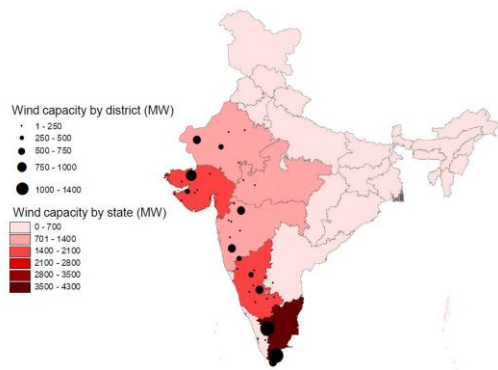 Wind capacity by district (MW)
1 - 250
250 - 500
500 - 750
750 - 1000
1000 - 1400
Wind capacity by state (MW)
0 - 700
701 - 1400
1400 - 2100
2100 - 2800
2800 - 3500
3500 - 4300